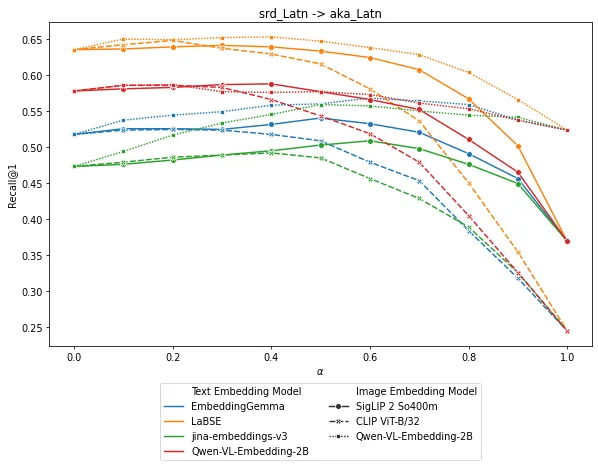 srd_Latn -> aka_Latn
Recall@1
0.65
0.60
0.55
0.50
0.45
0.40
0.35
0.30
0.25
0.0
0.2
0.4
0.6
0.8
1.0
α
Text Embedding Model
EmbeddingGemma
LaBSE
jina-embeddings-v3
Qwen-VL-Embedding-2B
Image Embedding Model
SigLIP 2 So400m
CLIP ViT-B/32
Qwen-VL-Embedding-2B